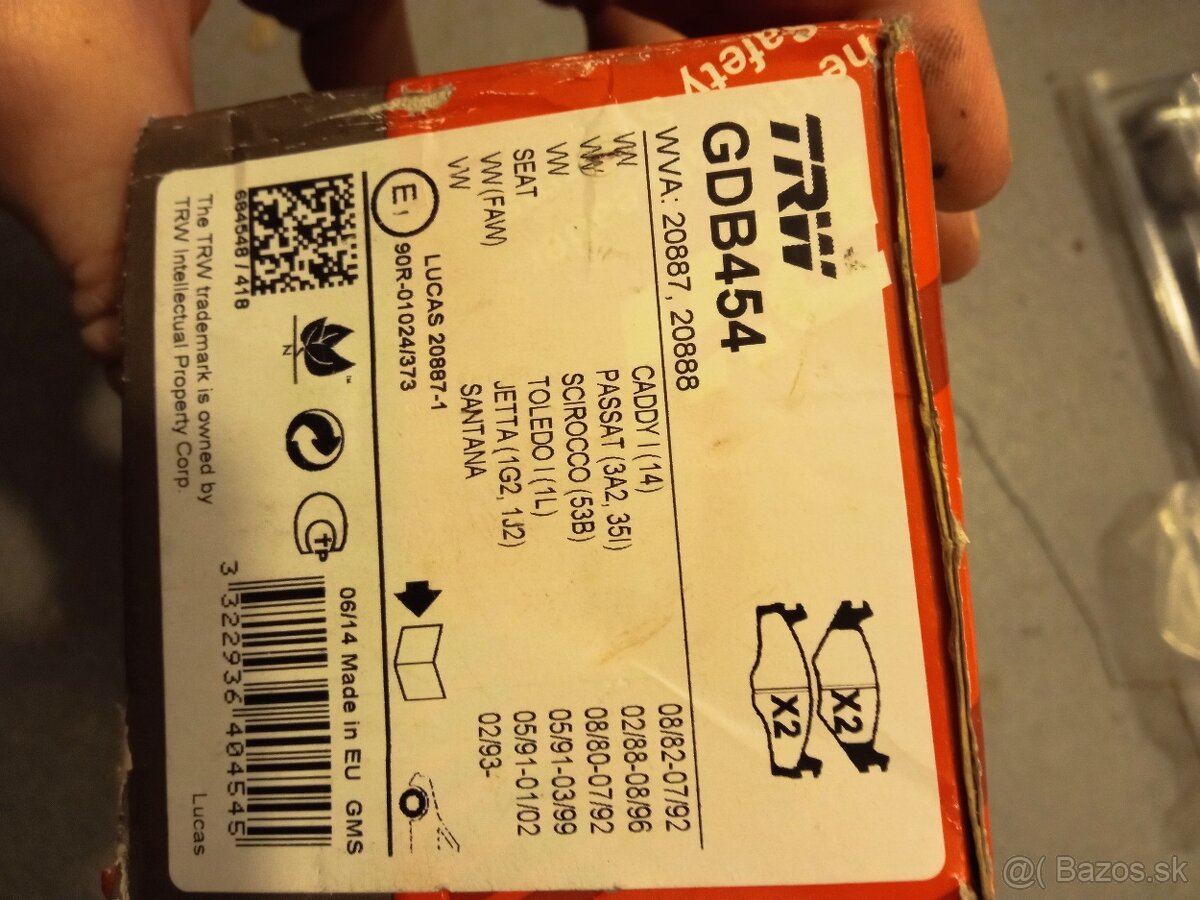 he
Safety
TRW
GDB454
WVA: 20887, 20888
X2
X2
VW CADDY I (14) 08/82-07/92
VW PASSAT (3A2, 35I) 02/88-08/96
VW SCIROCCO (53B) 08/80-07/92
SEAT TOLEDO I (1L) 05/91-03/99
VW (FAW) JETTA (1G2, 1J2) 05/91-01/02
VW SANTANA 02/93-
E1
LUCAS 20887-1
90R-01024/373
N
TM
tP
06/14 Made in EU GMS
684548 / 418
3 322936 404545
The TRW trademark is owned by
TRW Intellectual Property Corp.
Lucas
@( Bazos.sk